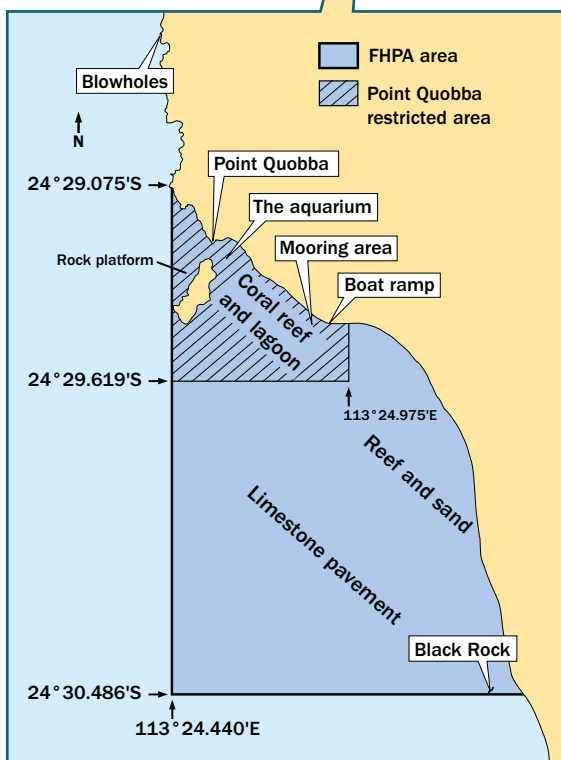 FHPA area
Blowholes
Point Quobba
restricted area
N
Point Quobba
24°29.075'S
The aquarium
Mooring area
Rock platform
Boat ramp
Coral reef
and lagoon
24°29.619'S
113°24.975'E
Reef and sand
Limestone pavement
Black Rock
24°30.486'S
113°24.440'E